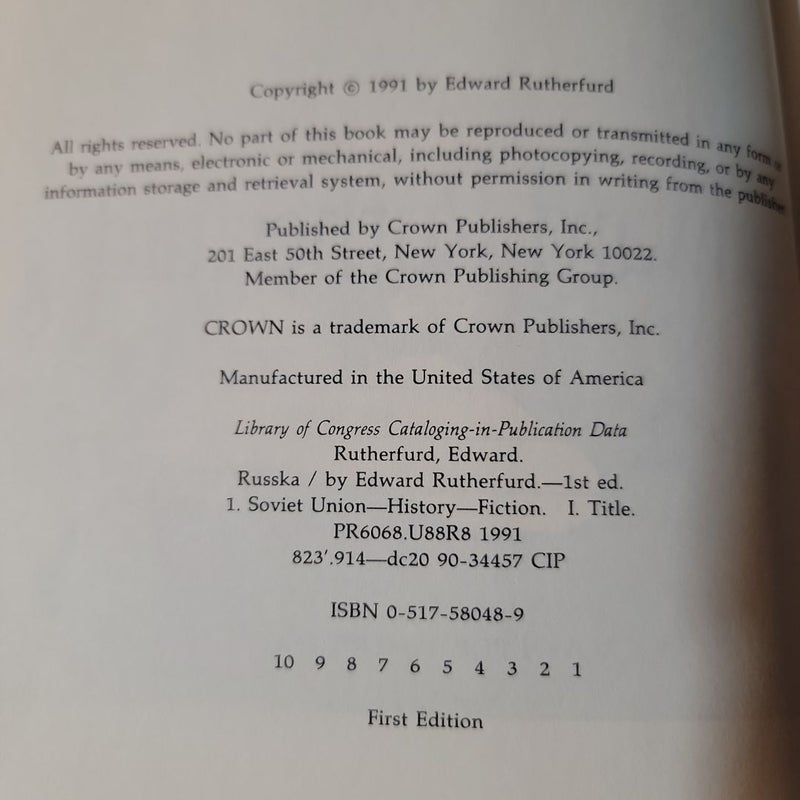 Copyright © 1991 by Edward Rutherfurd
All rights reserved. No part of this book may be reproduced or transmitted in any form or
by any means, electronic or mechanical, including photocopying, recording, or by any
information storage and retrieval system, without permission in writing from the publisher
Published by Crown Publishers, Inc.,
201 East 50th Street, New York, New York 10022.
Member of the Crown Publishing Group.
CROWN is a trademark of Crown Publishers, Inc.
Manufactured in the United States of America
Library of Congress Cataloging-in-Publication Data
Rutherfurd, Edward.
Russka / by Edward Rutherfurd.—1st ed.
1. Soviet Union—History—Fiction. I. Title.
PR6068.U88R8 1991
823'.914—dc20 90-34457 CIP
ISBN 0-517-58048-9
10 9 8 7 6 5 4 3 2 1
First Edition